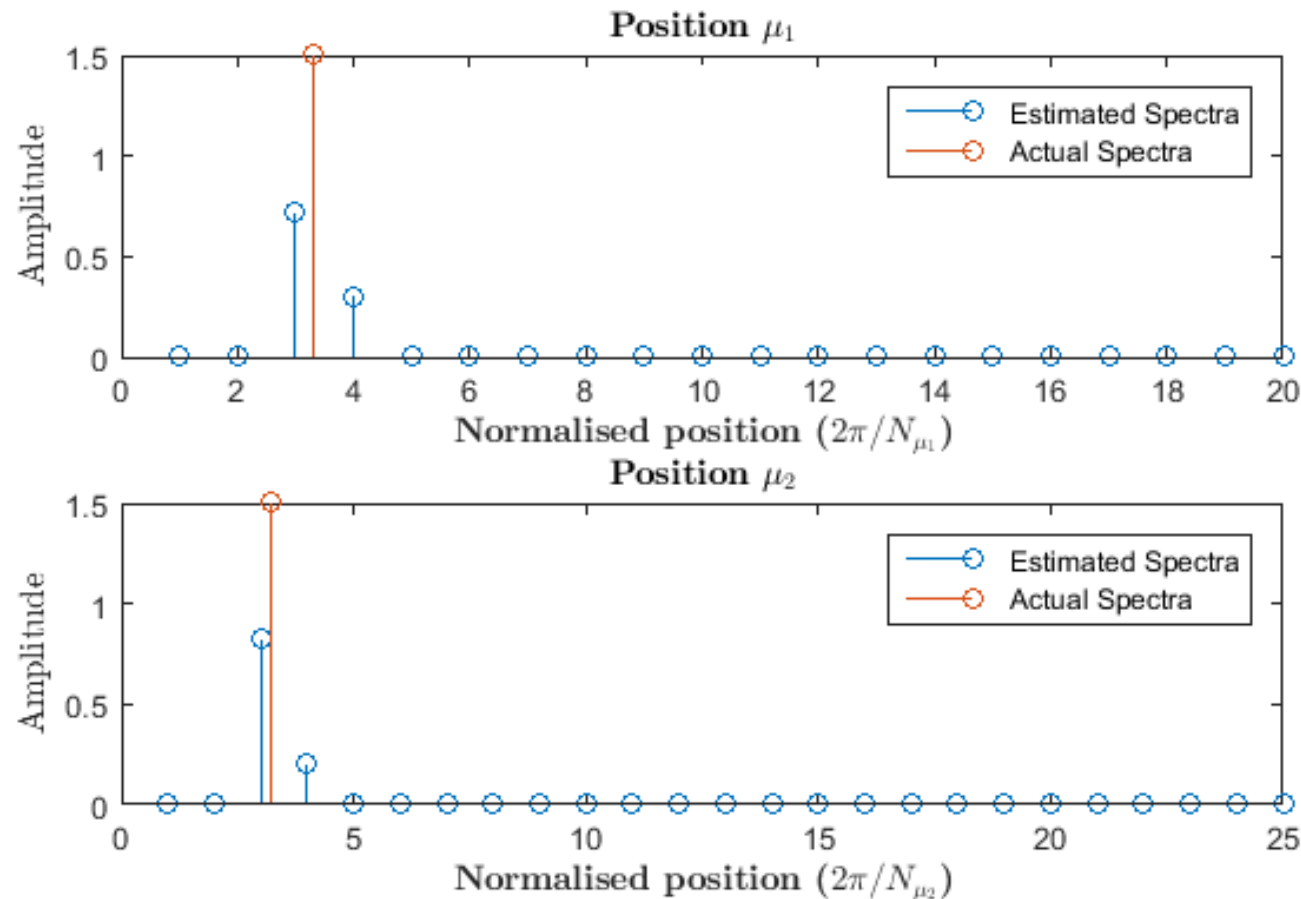 Position μ₁
1.5
1
0.5
0
Amplitude
Estimated Spectra
Actual Spectra
0 2 4 6 8 10 12 14 16 18 20
Normalised position (2π/N_μ₁)
Position μ₂
1.5
1
0.5
0
Amplitude
Estimated Spectra
Actual Spectra
0 5 10 15 20 25
Normalised position (2π/N_μ₂)